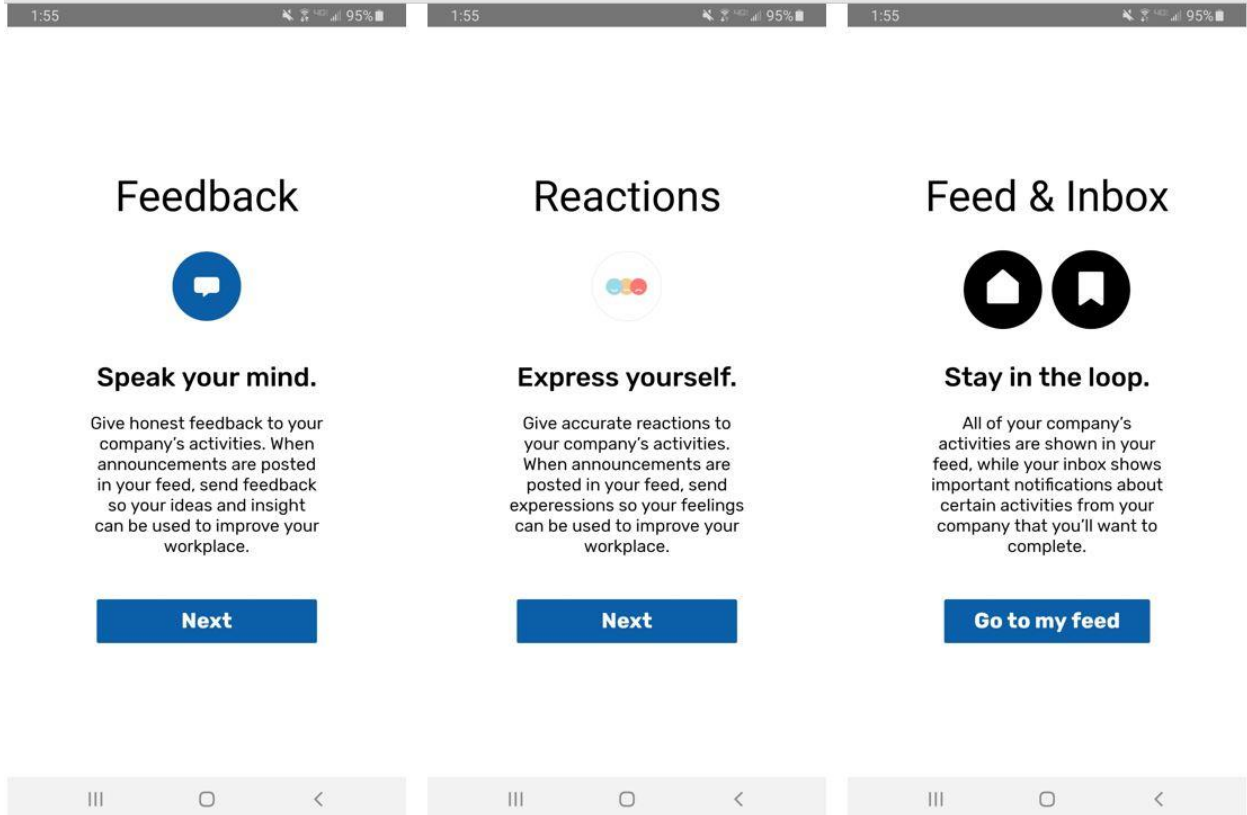 1:55
95%
Feedback
Speak your mind.
Give honest feedback to your
company's activities. When
announcements are posted
in your feed, send feedback
so your ideas and insight
can be used to improve your
workplace.
Next
1:55
95%
Reactions
Express yourself.
Give accurate reactions to
your company's activities.
When announcements are
posted in your feed, send
experessions so your feelings
can be used to improve your
workplace.
Next
1:55
95%
Feed & Inbox
Stay in the loop.
All of your company's
activities are shown in your
feed, while your inbox shows
important notifications about
certain activities from your
company that you'll want to
complete.
Go to my feed